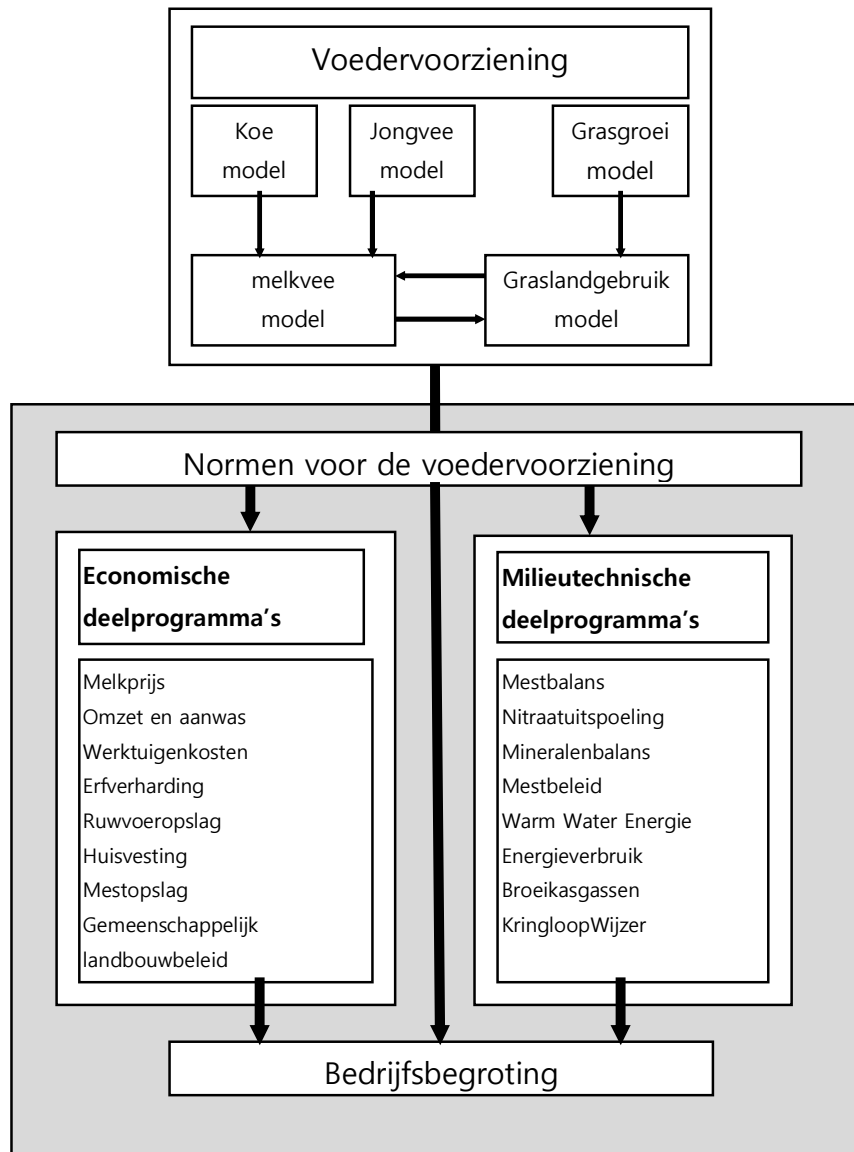 Voedervoorziening
Koe
model
Jongvee
model
Grasgroei
model
melkvee
model
Graslandgebruik
model
Normen voor de voedervoorziening
Economische
deelprogramma's
Melkprijs
Omzet en aanwas
Werktuigenkosten
Erfverharding
Ruwvoeropslag
Huisvesting
Mestopslag
Gemeenschappelijk
landbouwbeleid
Milieutechnische
deelprogramma's
Mestbalans
Nitraatuitspoeling
Mineralenbalans
Mestbeleid
Warm Water Energie
Energieverbruik
Broeikasgassen
KringloopWijzer
Bedrijfsbegroting